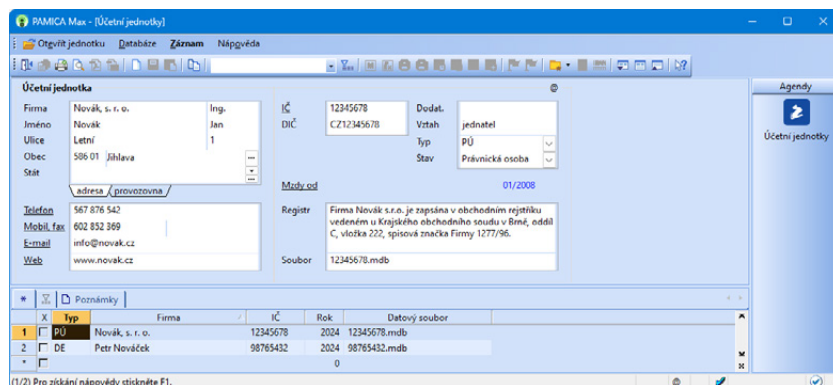 PAMICA Max - [Účetní jednotky]
Otevřít jednotku Databáze Záznam Nápověda
Účetní jednotka @
Agendy
Účetní jednotky
Firma Novák, s. r. o. Ing.
Jméno Novák Jan
Ulice Letní 1
Obec 586 01 Jihlava
Stát
adresa provozovna
IČ 12345678 Dodat.
DIČ CZ12345678 Vztah jednatel
Typ PÚ
Stav Právnická osoba
Mzdy od 01/2008
Telefon 567 876 542
Mobil, fax 602 852 369
E-mail info@novak.cz
Web www.novak.cz
Registr Firma Novák s.r.o. je zapsána v obchodním rejstříku
vedeném u Krajského obchodního soudu v Brně, oddíl
C, vložka 222, spisová značka Firmy 1277/96.
Soubor 12345678.mdb
* Poznámky
X Typ Firma IČ Rok Datový soubor
1 PÚ Novák, s. r. o. 12345678 2024 12345678.mdb
2 DE Petr Nováček 98765432 2024 98765432.mdb
* 0
(1/2) Pro získání nápovědy stiskněte F1. @